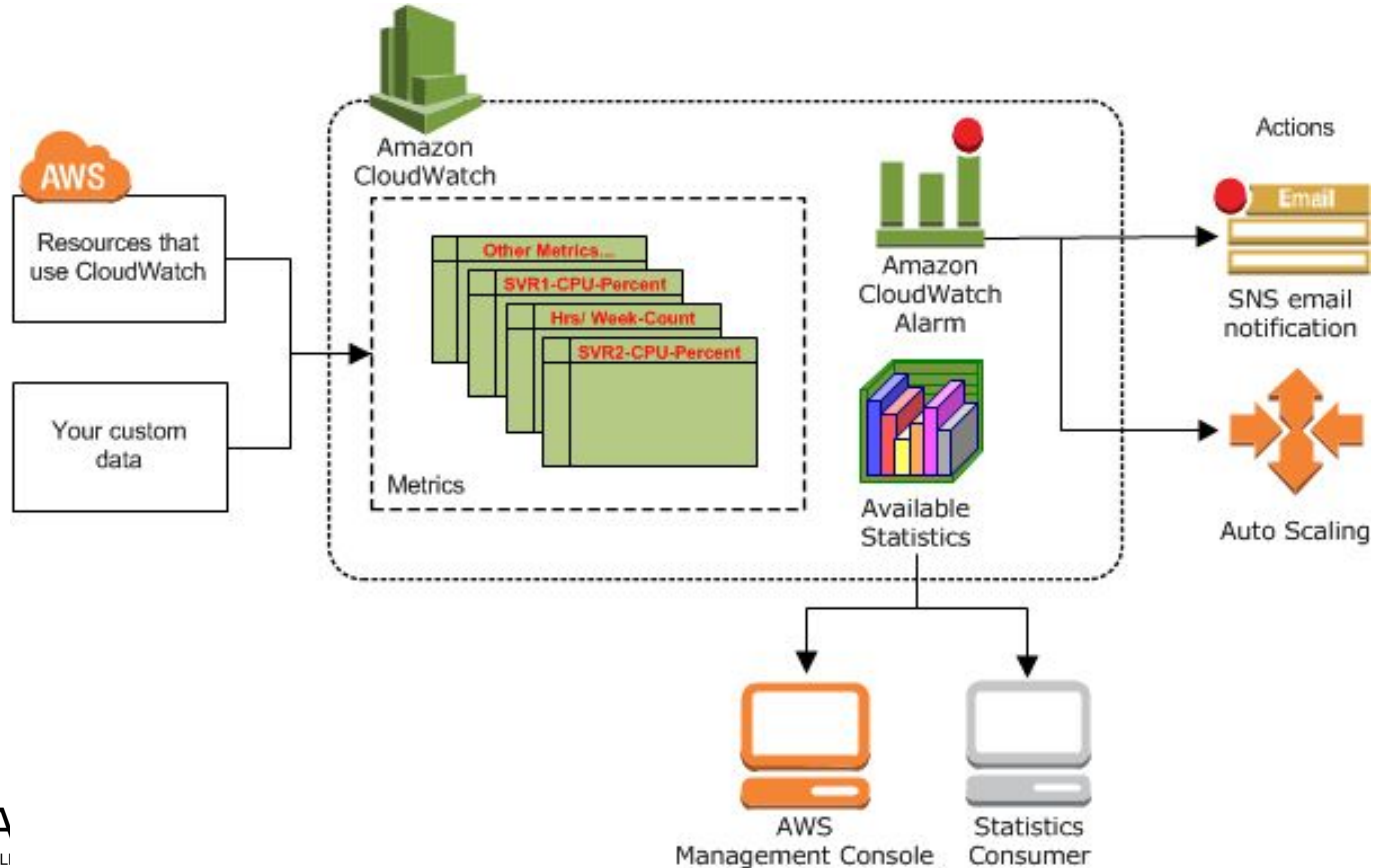 Amazon
CloudWatch
AWS
Resources that
use CloudWatch
Your custom
data
Other Metrics...
SVR1-CPU-Percent
Hrs/ Week-Count
SVR2-CPU-Percent
Metrics
Amazon
CloudWatch
Alarm
Available
Statistics
Actions
Email
SNS email
notification
Auto Scaling
AWS
Management Console
Statistics
Consumer